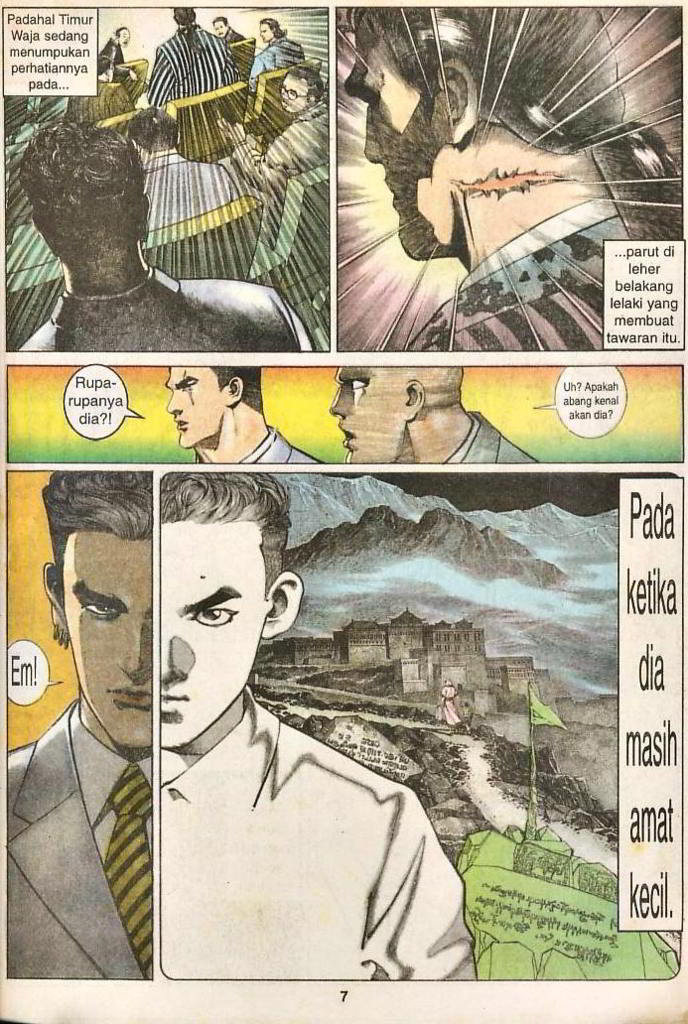 Padahal Timur
Waja sedang
menumpukan
perhatiannya
pada...
...parut di
leher
belakang
lelaki yang
membuat
tawaran itu.
Rupa-
rupanya
dia?!
Uh? Apakah
abang kenal
akan dia?
Em!
Pada
ketika
dia
masih
amat
kecil.
7